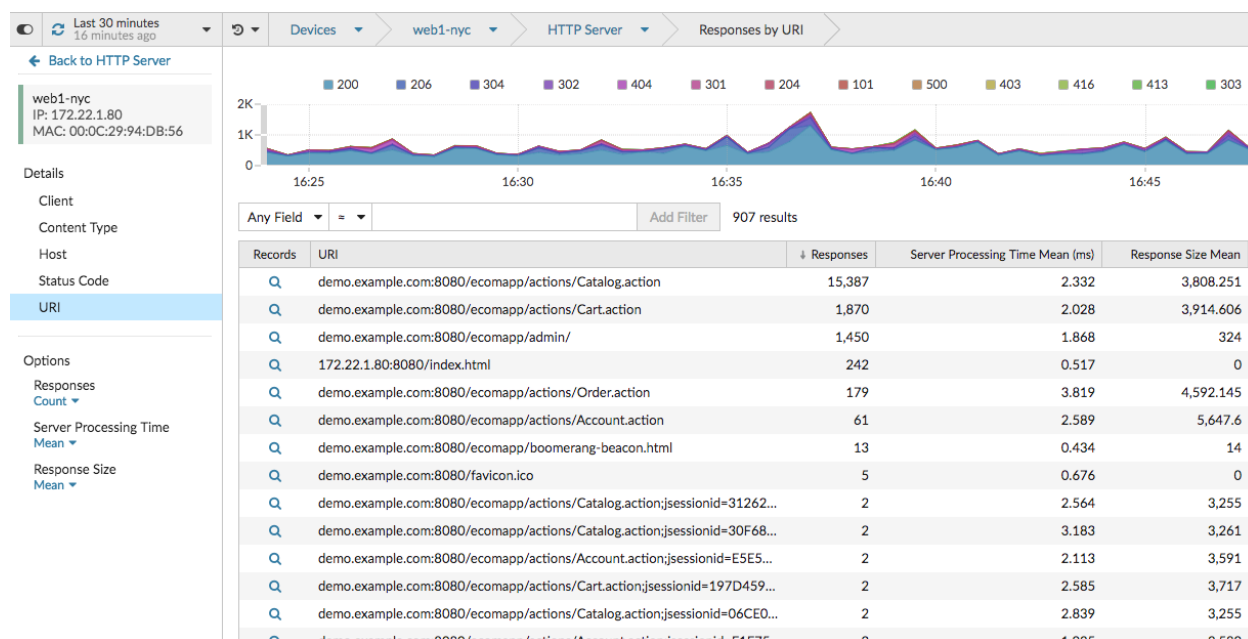 Last 30 minutes
16 minutes ago
Devices
web1-nyc
HTTP Server
Responses by URI
Back to HTTP Server
web1-nyc
IP: 172.22.1.80
MAC: 00:0C:29:94:DB:56
Details
Client
Content Type
Host
Status Code
URI
Options
Responses
Count
Server Processing Time
Mean
Response Size
Mean
200 206 304 302 404 301 204 101 500 403 416 413 303
2K
1K
0
16:25 16:30 16:35 16:40 16:45
Any Field ≈ Add Filter 907 results
Records URI Responses Server Processing Time Mean (ms) Response Size Mean
demo.example.com:8080/ecomapp/actions/Catalog.action 15,387 2.332 3,808.251
demo.example.com:8080/ecomapp/actions/Cart.action 1,870 2.028 3,914.606
demo.example.com:8080/ecomapp/admin/ 1,450 1.868 324
172.22.1.80:8080/index.html 242 0.517 0
demo.example.com:8080/ecomapp/actions/Order.action 179 3.819 4,592.145
demo.example.com:8080/ecomapp/actions/Account.action 61 2.589 5,647.6
demo.example.com:8080/ecomapp/boomerang-beacon.html 13 0.434 14
demo.example.com:8080/favicon.ico 5 0.676 0
demo.example.com:8080/ecomapp/actions/Catalog.action;jsessionid=31262... 2 2.564 3,255
demo.example.com:8080/ecomapp/actions/Catalog.action;jsessionid=30F68... 2 3.183 3,261
demo.example.com:8080/ecomapp/actions/Account.action;jsessionid=E5E5... 2 2.113 3,591
demo.example.com:8080/ecomapp/actions/Cart.action;jsessionid=197D459... 2 2.585 3,717
demo.example.com:8080/ecomapp/actions/Catalog.action;jsessionid=06CE0... 2 2.839 3,255